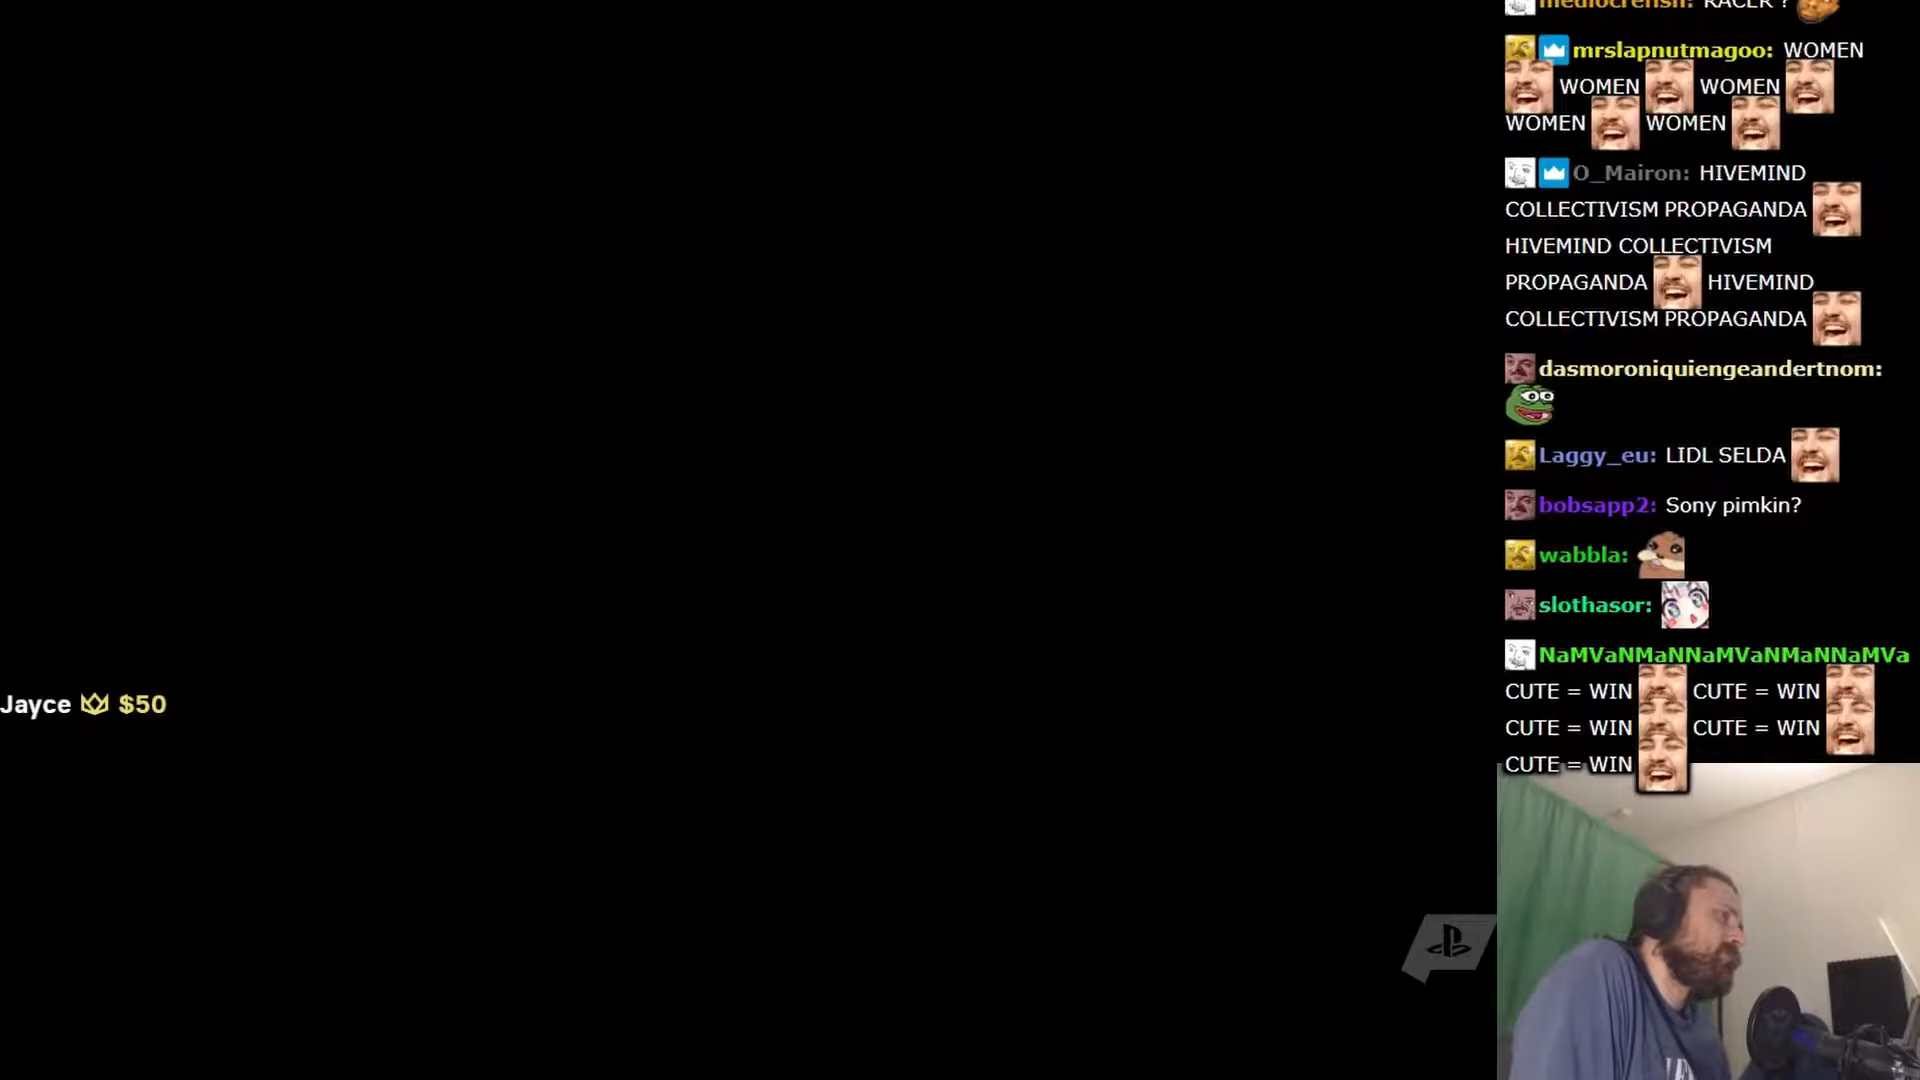 mediocrefish: RACER ?
mrslapnutmagoo: WOMEN
WOMEN WOMEN
WOMEN WOMEN
O_Mairon: HIVEMIND
COLLECTIVISM PROPAGANDA
HIVEMIND COLLECTIVISM
PROPAGANDA HIVEMIND
COLLECTIVISM PROPAGANDA
dasmoroniquiengeandertnom:
Laggy_eu: LIDL SELDA
bobsapp2: Sony pimkin?
wabbla:
slothasor:
NaMVaNMaNNaMVaNMaNNaMVa
CUTE = WIN CUTE = WIN
CUTE = WIN CUTE = WIN
CUTE = WIN
Jayce $50